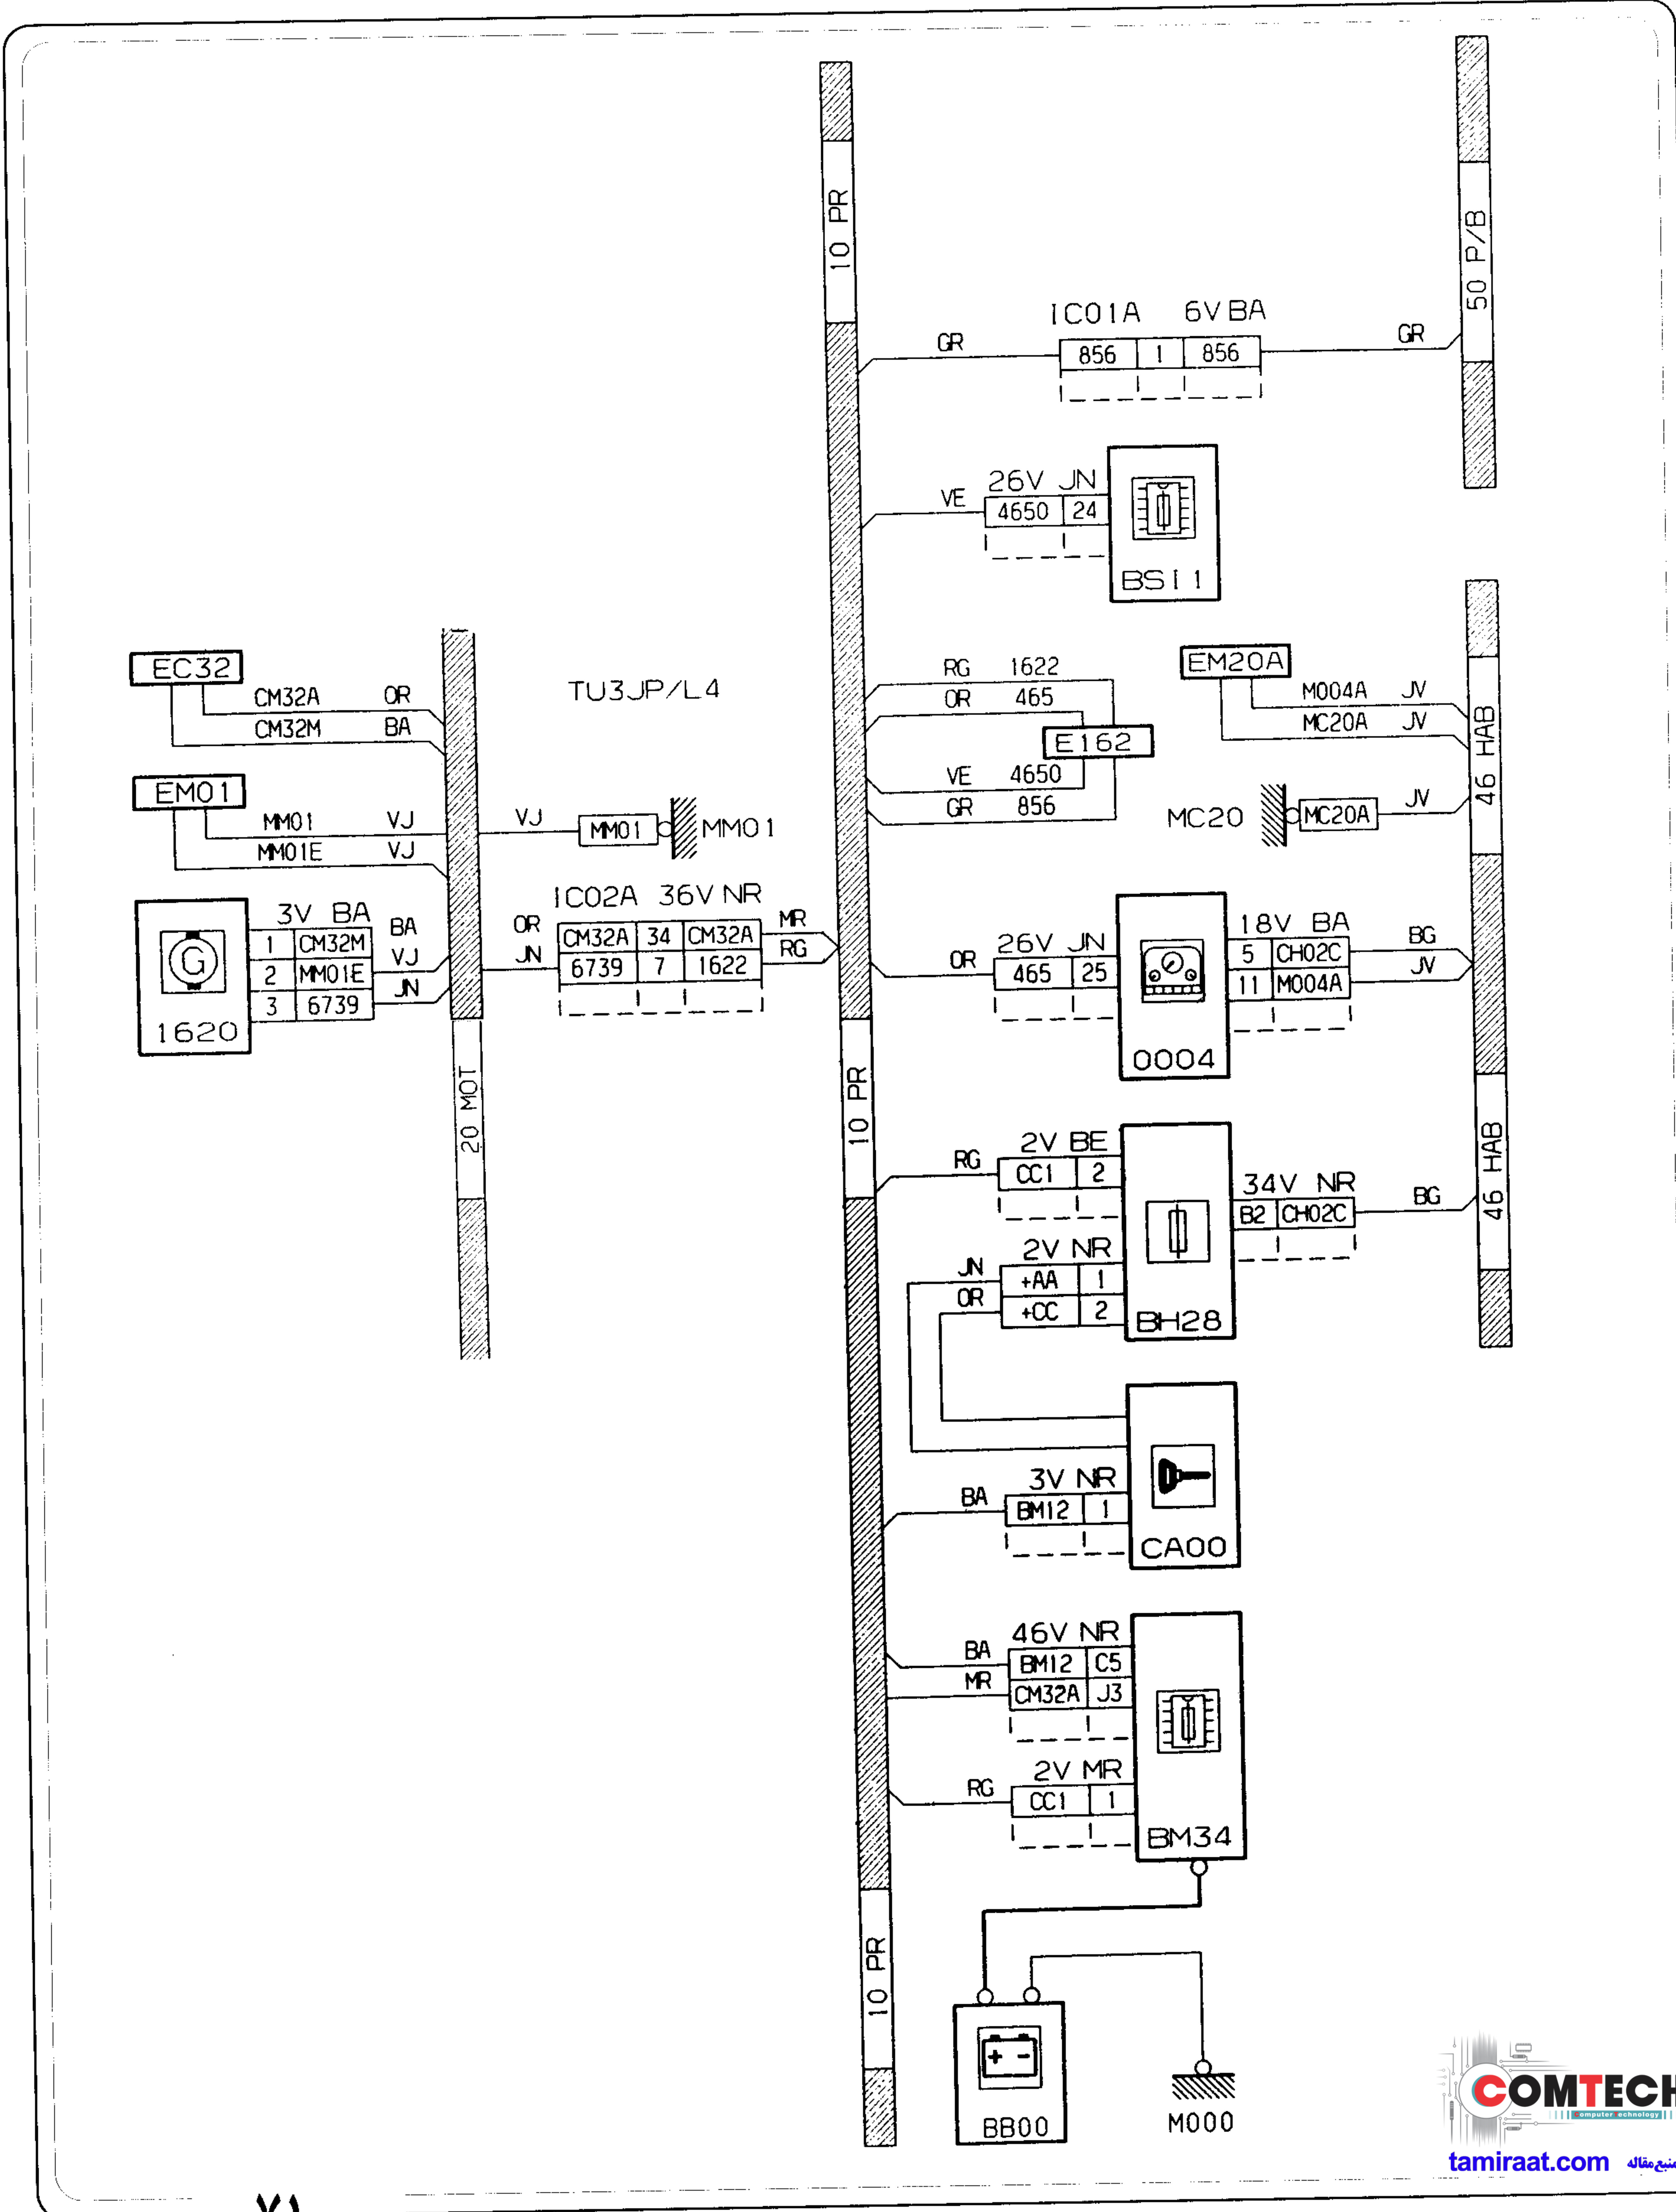 10 PR
50 P/B
IC01A 6V BA
GR
856 1 856
GR
26V JN
VE
4650 24
BSI1
EC32
CM32A OR
CM32M BA
TU3JP/L4
RG 1622
OR 465
E162
VE 4650
GR 856
EM20A
M004A JV
MC20A JV
46 HAB
MC20
MC20A
JV
EM01
MM01 VJ
MM01E VJ
VJ
MM01
MM01
3V BA
1 CM32M BA
2 MM01E VJ
3 6739 JN
1620
IC02A 36V NR
OR CM32A 34 CM32A MR
JN 6739 7 1622 RG
26V JN
OR 465 25
0004
18V BA
5 CH02C BG
11 M004A JV
20 MOT
10 PR
2V BE
RG CC1 2
34V NR
B2 CH02C BG
46 HAB
2V NR
JN +AA 1
OR +CC 2
BH28
3V NR
BA BM12 1
CA00
46V NR
BA BM12 C5
MR CM32A J3
2V MR
RG CC1 1
BM34
10 PR
+ -
BB00
M000
COMTECH
computer technology
tamiraat.com منبع مقاله
۷۱